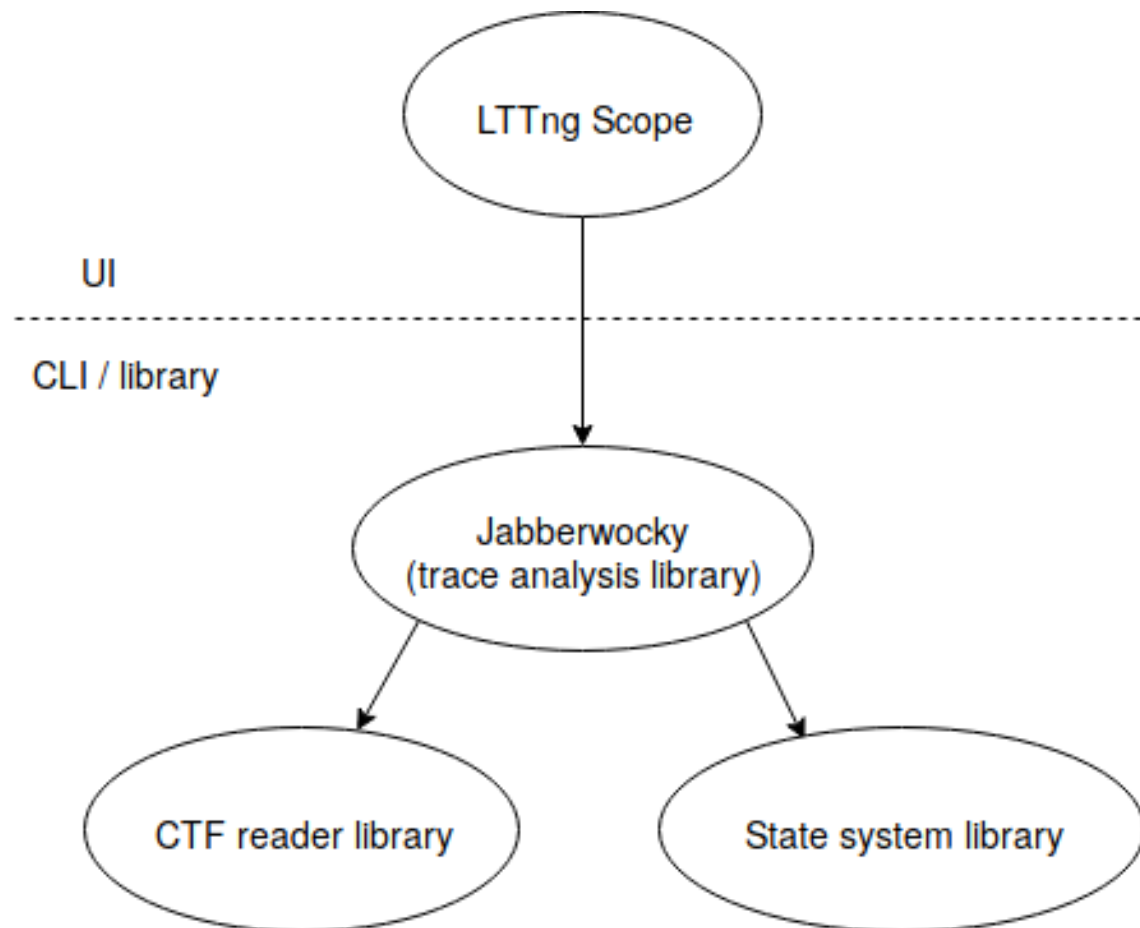 LTTng Scope
UI
CLI / library
Jabberwocky
(trace analysis library)
CTF reader library
State system library